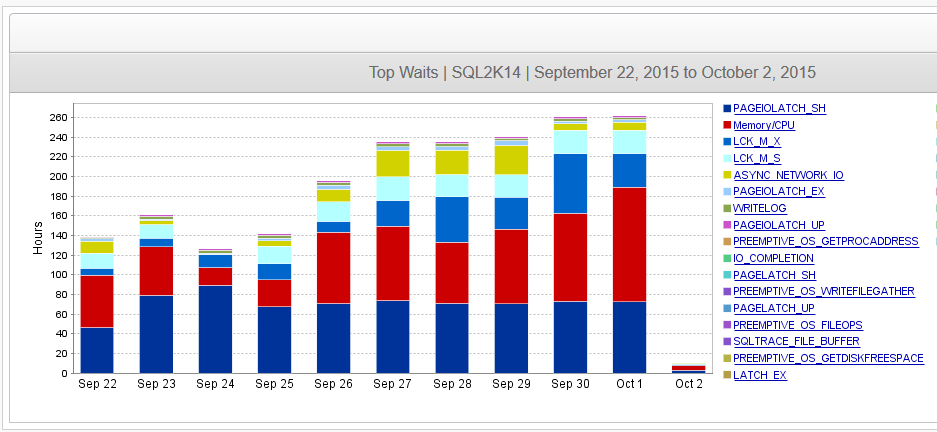 Top Waits | SQL2K14 | September 22, 2015 to October 2, 2015
Hours
260
240
220
200
180
160
140
120
100
80
60
40
20
0
Sep 22 Sep 23 Sep 24 Sep 25 Sep 26 Sep 27 Sep 28 Sep 29 Sep 30 Oct 1 Oct 2
PAGEIOLATCH_SH
Memory/CPU
LCK_M_X
LCK_M_S
ASYNC_NETWORK_IO
PAGEIOLATCH_EX
WRITELOG
PAGEIOLATCH_UP
PREEMPTIVE_OS_GETPROCADDRESS
IO_COMPLETION
PAGELATCH_SH
PREEMPTIVE_OS_WRITEFILEGATHER
PAGELATCH_UP
PREEMPTIVE_OS_FILEOPS
SQLTRACE_FILE_BUFFER
PREEMPTIVE_OS_GETDISKFREESPACE
LATCH_EX